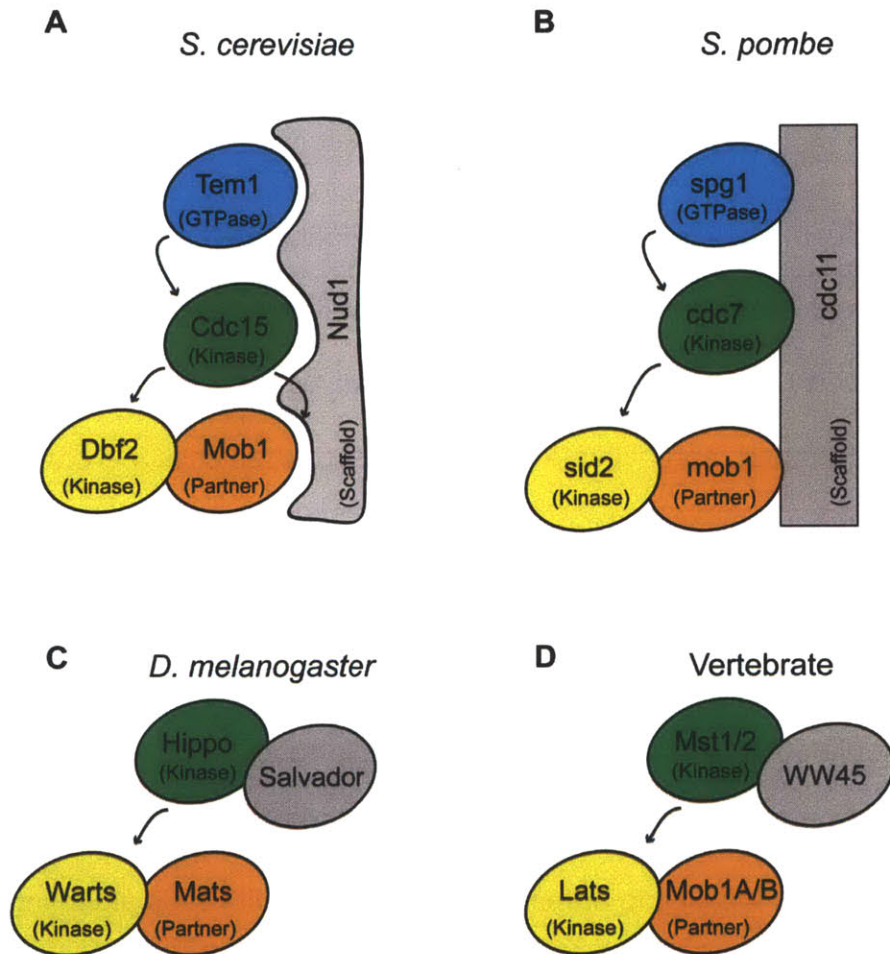 A
S. cerevisiae
Tem1
(GTPase)
Cdc15
(Kinase)
Dbf2
(Kinase)
Mob1
(Partner)
Nud1
(Scaffold)
B
S. pombe
spg1
(GTPase)
cdc7
(Kinase)
sid2
(Kinase)
mob1
(Partner)
cdc11
(Scaffold)
C
D. melanogaster
Hippo
(Kinase)
Salvador
Warts
(Kinase)
Mats
(Partner)
D
Vertebrate
Mst1/2
(Kinase)
WW45
Lats
(Kinase)
Mob1A/B
(Partner)